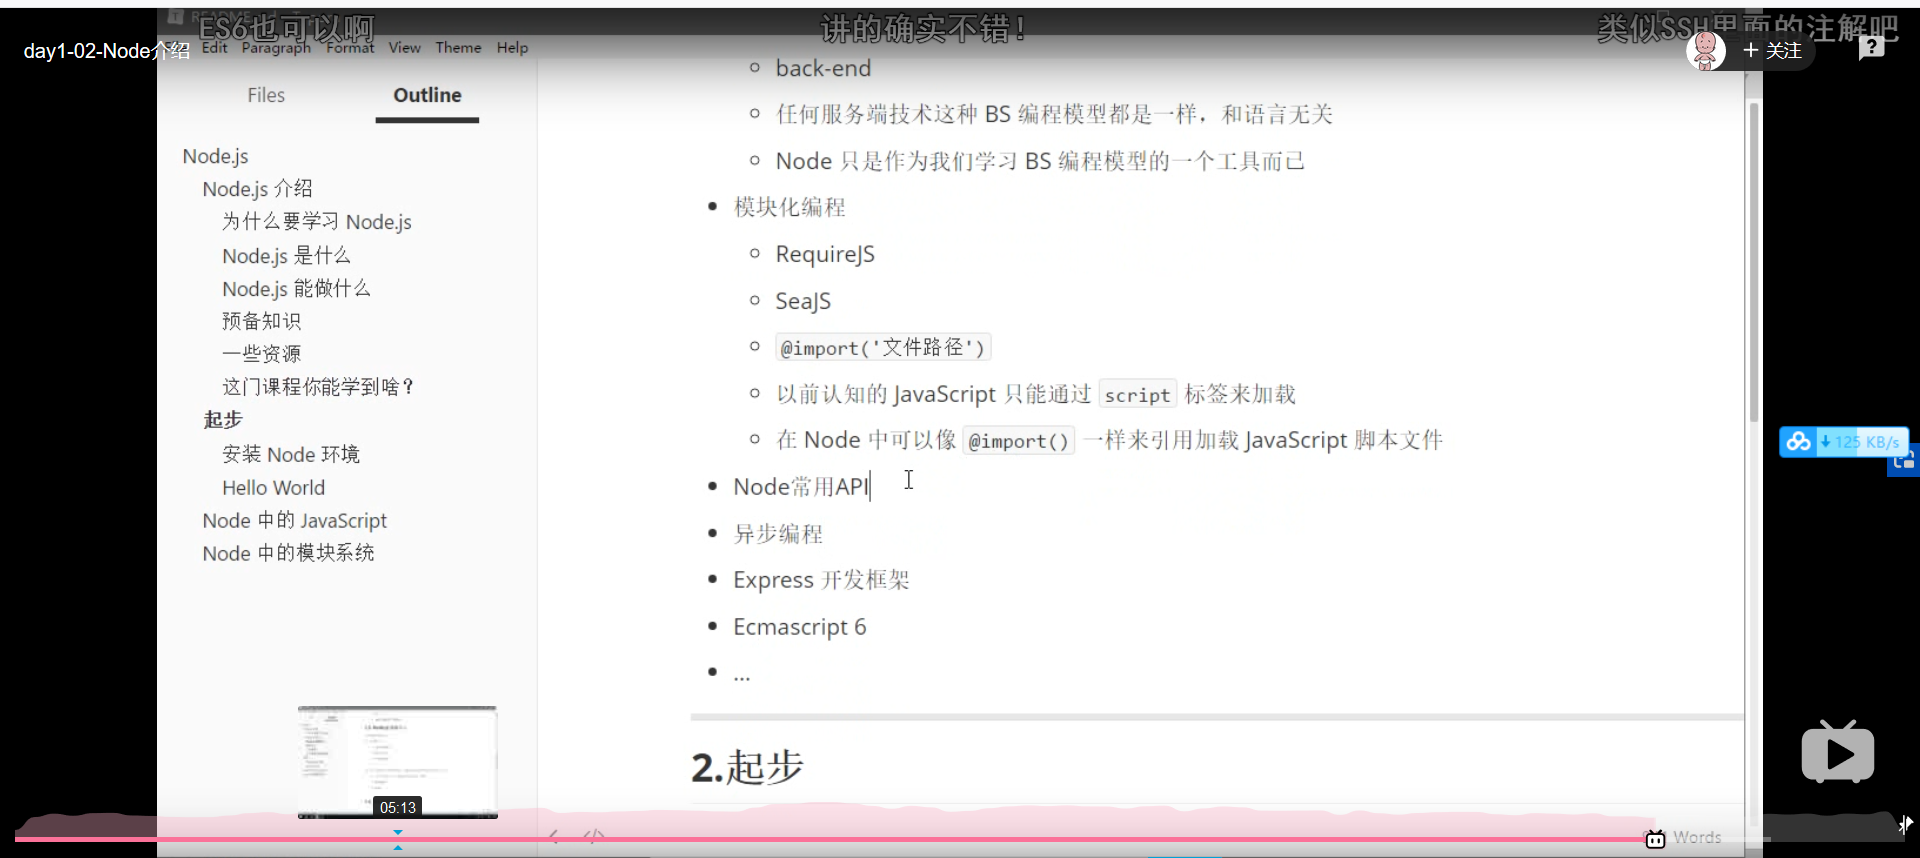 README
ES6也可以啊
讲的确实不错！
类似SSH里面的注解吧
day1-02-Node介绍
Edit Paragraph Format View Theme Help
+ 关注
Files Outline
Node.js
Node.js 介绍
为什么要学习 Node.js
Node.js 是什么
Node.js 能做什么
预备知识
一些资源
这门课程你能学到啥？
起步
安装 Node 环境
Hello World
Node 中的 JavaScript
Node 中的模块系统
back-end
任何服务端技术这种 BS 编程模型都是一样，和语言无关
Node 只是作为我们学习 BS 编程模型的一个工具而已
模块化编程
RequireJS
SeaJS
@import('文件路径')
以前认知的 JavaScript 只能通过 script 标签来加载
在 Node 中可以像 @import() 一样来引用加载 JavaScript 脚本文件
Node常用API
异步编程
Express 开发框架
Ecmascript 6
...
2.起步
125 KB/s
05:13
</> 
Words